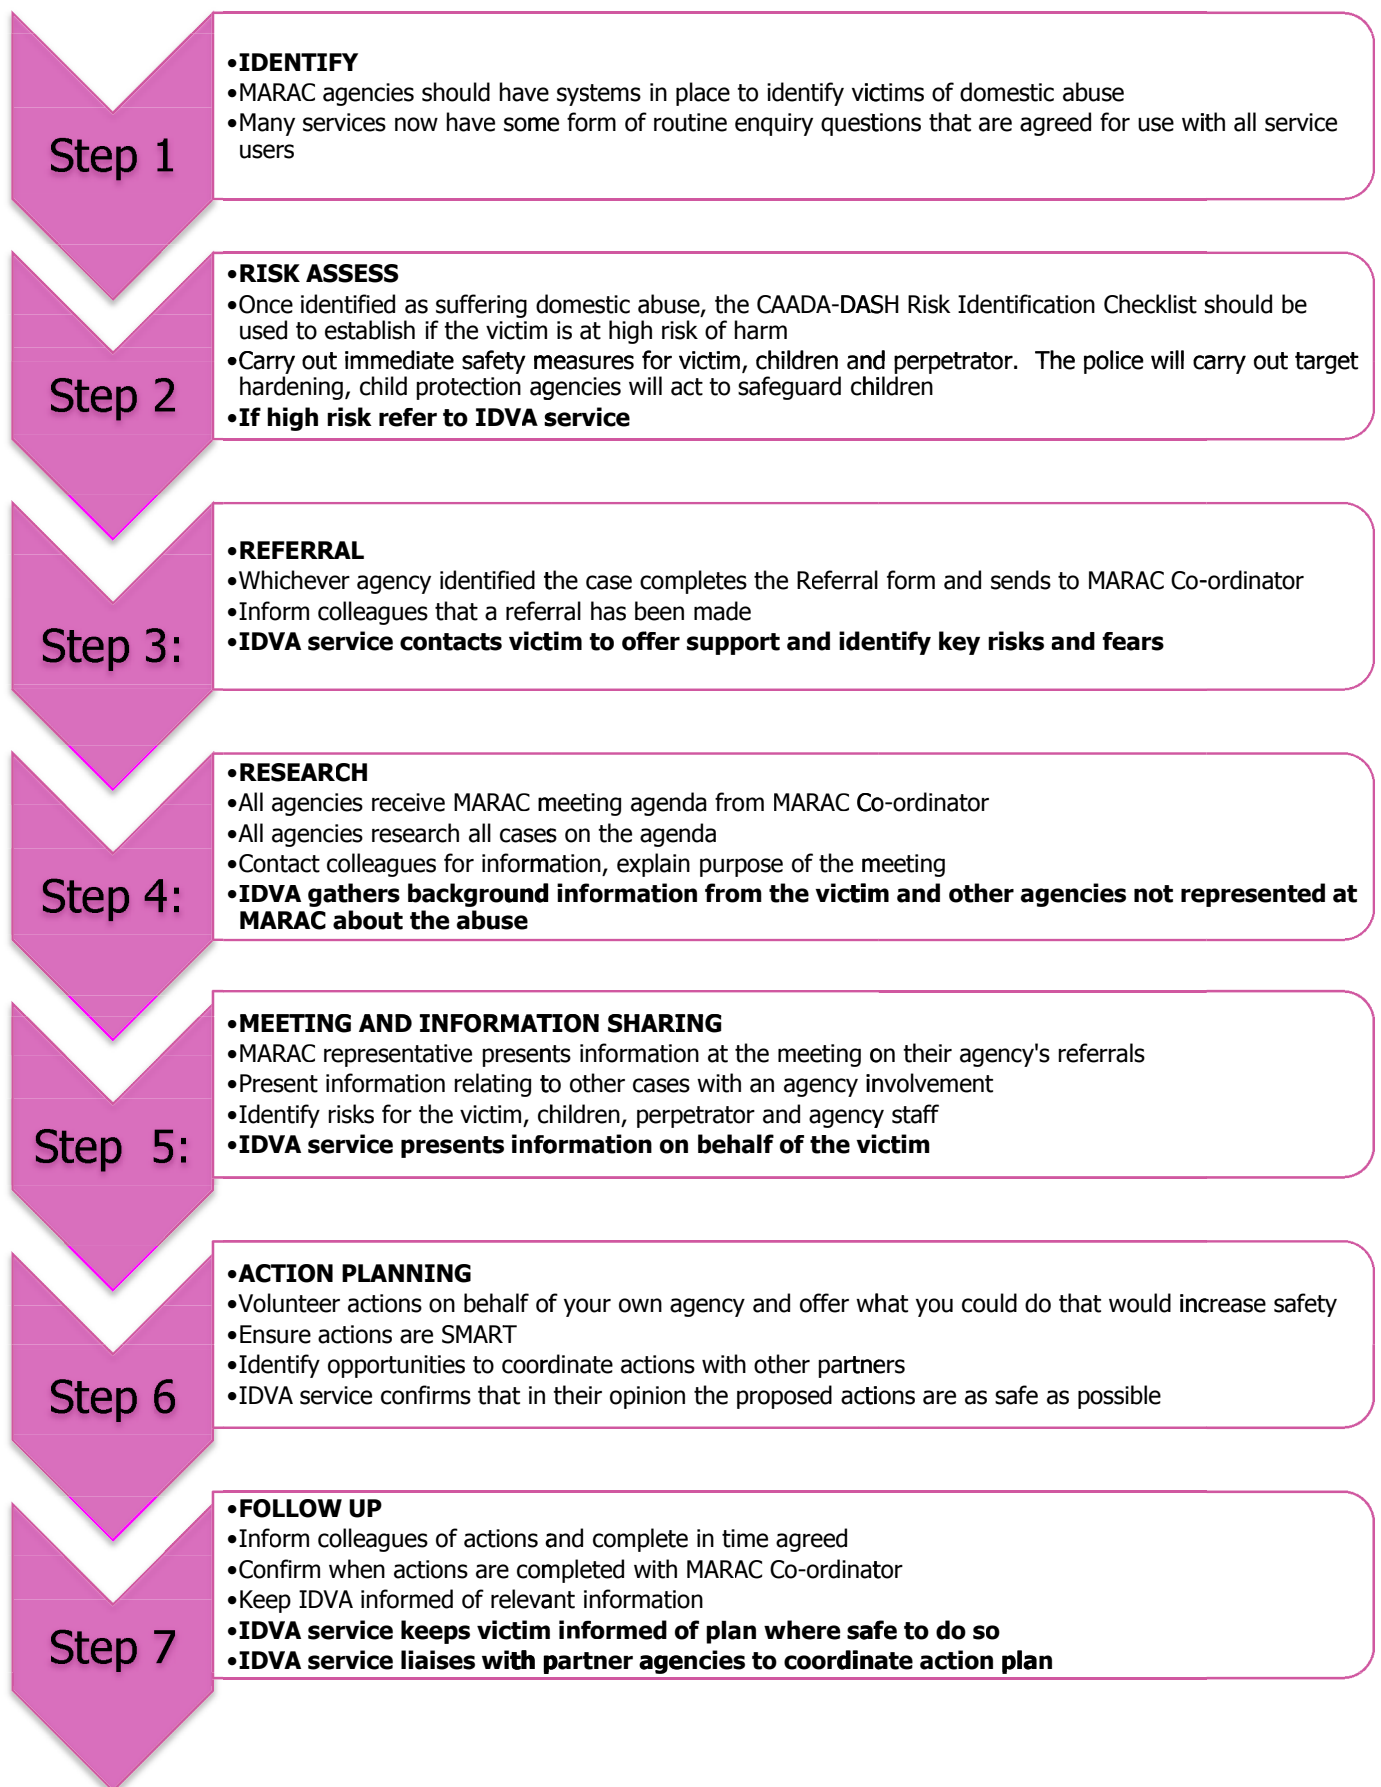 Step 1
•IDENTIFY
•MARAC agencies should have systems in place to identify victims of domestic abuse
•Many services now have some form of routine enquiry questions that are agreed for use with all service
users
Step 2
•RISK ASSESS
•Once identified as suffering domestic abuse, the CAADA-DASH Risk Identification Checklist should be
used to establish if the victim is at high risk of harm
•Carry out immediate safety measures for victim, children and perpetrator.  The police will carry out target
hardening, child protection agencies will act to safeguard children
•If high risk refer to IDVA service
Step 3:
•REFERRAL
•Whichever agency identified the case completes the Referral form and sends to MARAC Co-ordinator
•Inform colleagues that a referral has been made
•IDVA service contacts victim to offer support and identify key risks and fears
Step 4:
•RESEARCH
•All agencies receive MARAC meeting agenda from MARAC Co-ordinator
•All agencies research all cases on the agenda
•Contact colleagues for information, explain purpose of the meeting
•IDVA gathers background information from the victim and other agencies not represented at
MARAC about the abuse
Step  5:
•MEETING AND INFORMATION SHARING
•MARAC representative presents information at the meeting on their agency's referrals
•Present information relating to other cases with an agency involvement
•Identify risks for the victim, children, perpetrator and agency staff
•IDVA service presents information on behalf of the victim
Step 6
•ACTION PLANNING
•Volunteer actions on behalf of your own agency and offer what you could do that would increase safety
•Ensure actions are SMART
•Identify opportunities to coordinate actions with other partners
•IDVA service confirms that in their opinion the proposed actions are as safe as possible
Step 7
•FOLLOW UP
•Inform colleagues of actions and complete in time agreed
•Confirm when actions are completed with MARAC Co-ordinator
•Keep IDVA informed of relevant information
•IDVA service keeps victim informed of plan where safe to do so
•IDVA service liaises with partner agencies to coordinate action plan